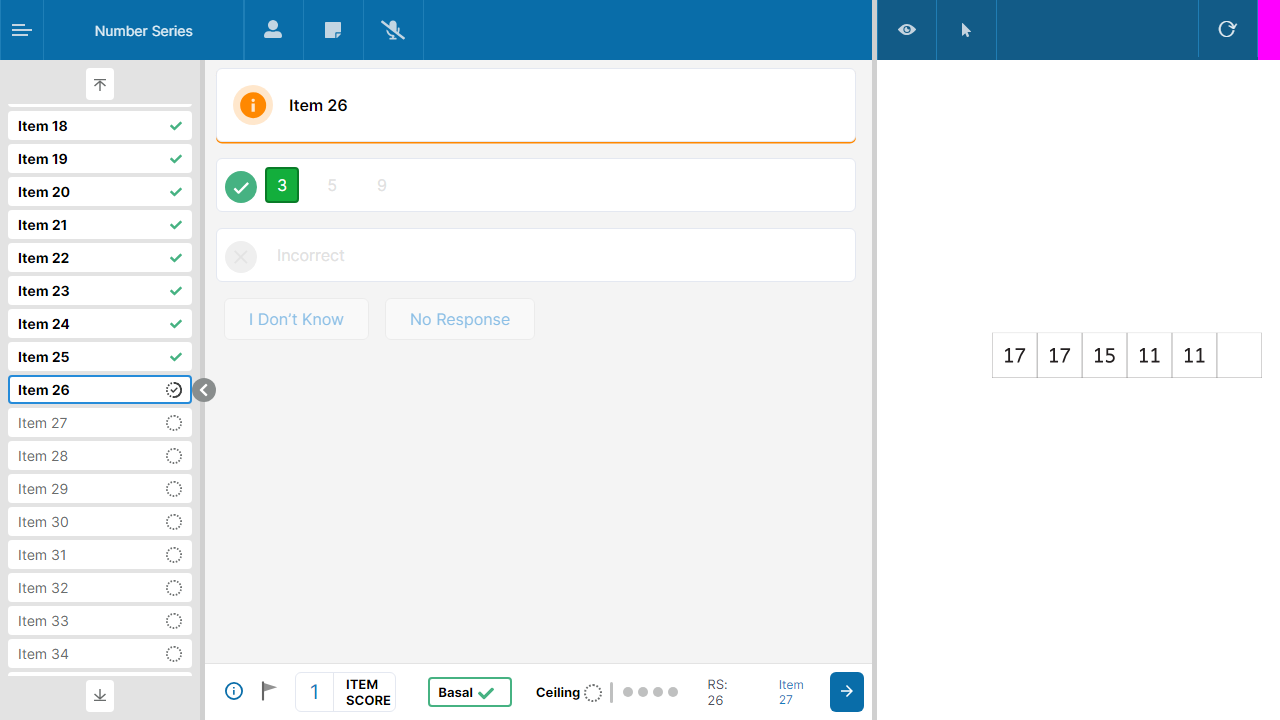 Number Series
Item 18
Item 19
Item 20
Item 21
Item 22
Item 23
Item 24
Item 25
Item 26
Item 27
Item 28
Item 29
Item 30
Item 31
Item 32
Item 33
Item 34
Item 26
3 5 9
Incorrect
I Don't Know No Response
1 ITEM
SCORE
Basal
Ceiling
RS:
26
Item
27
17 17 15 11 11